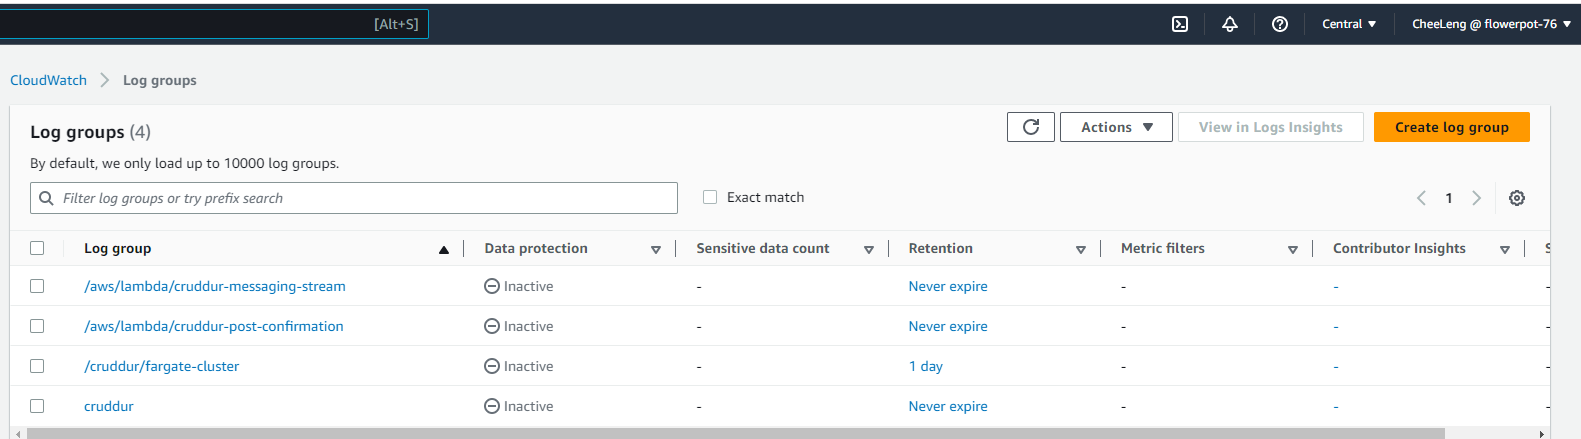 [Alt+S] Central CheeLeng @ flowerpot-76
CloudWatch Log groups
Log groups (4) Actions View in Logs Insights Create log group
By default, we only load up to 10000 log groups.
Filter log groups or try prefix search Exact match 1
Log group Data protection Sensitive data count Retention Metric filters Contributor Insights
/aws/lambda/cruddur-messaging-stream Inactive - Never expire - - -
/aws/lambda/cruddur-post-confirmation Inactive - Never expire - - -
/cruddur/fargate-cluster Inactive - 1 day - - -
cruddur Inactive - Never expire - - -